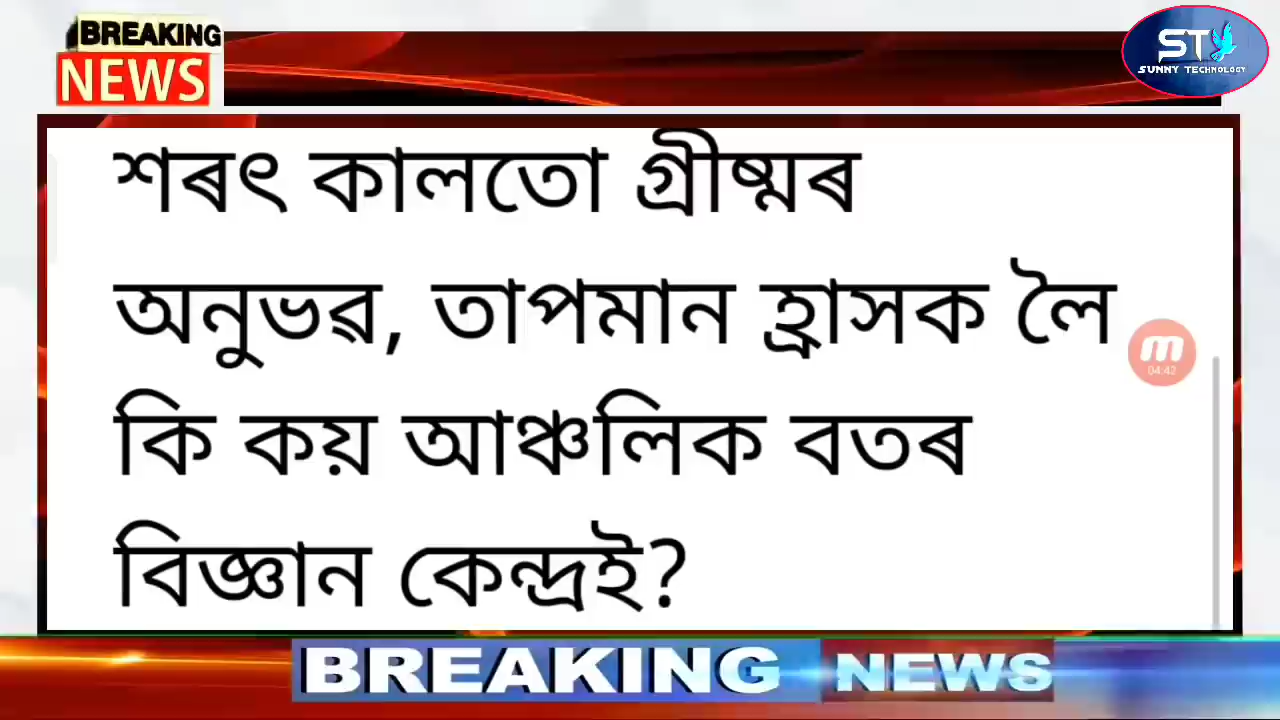 BREAKING
NEWS
ST
SUNNY TECHNOLOGY
শৰৎ কালতো গ্ৰীষ্মৰ
অনুভৱ, তাপমান হ্ৰাসক লৈ
কি কয় আঞ্চলিক বতৰ
বিজ্ঞান কেন্দ্ৰই?
m
04:42
BREAKING NEWS